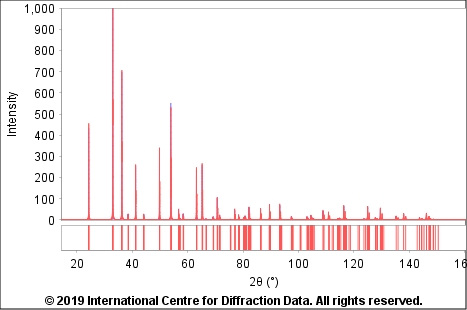 1,000
900
800
700
600
500
400
300
200
100
0
Intensity
20 40 60 80 100 120 140 160
2θ (°)
© 2019 International Centre for Diffraction Data. All rights reserved.